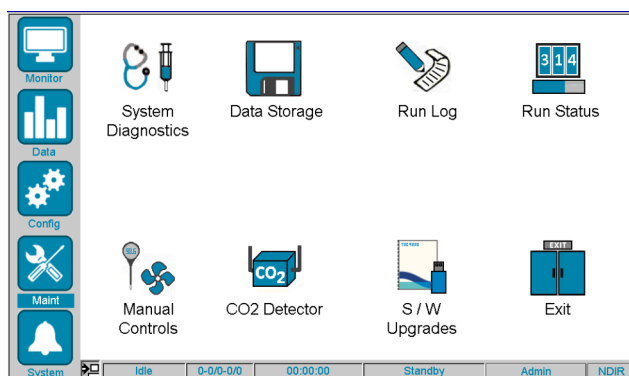 Monitor
Data
Config
Maint
System
System
Diagnostics
Data Storage
314
Run Log
Run Status
Manual
Controls
CO2
CO2 Detector
S / W
Upgrades
EXIT
Exit
Idle
0-0/0-0/0
00:00:00
Standby
Admin
NDIR